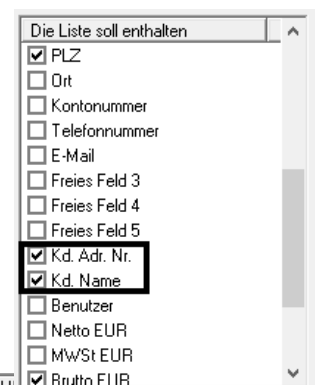 Die Liste soll enthalten
PLZ
Ort
Kontonummer
Telefonnummer
E-Mail
Freies Feld 3
Freies Feld 4
Freies Feld 5
Kd. Adr. Nr.
Kd. Name
Benutzer
Netto EUR
MWSt EUR
Brutto EUR